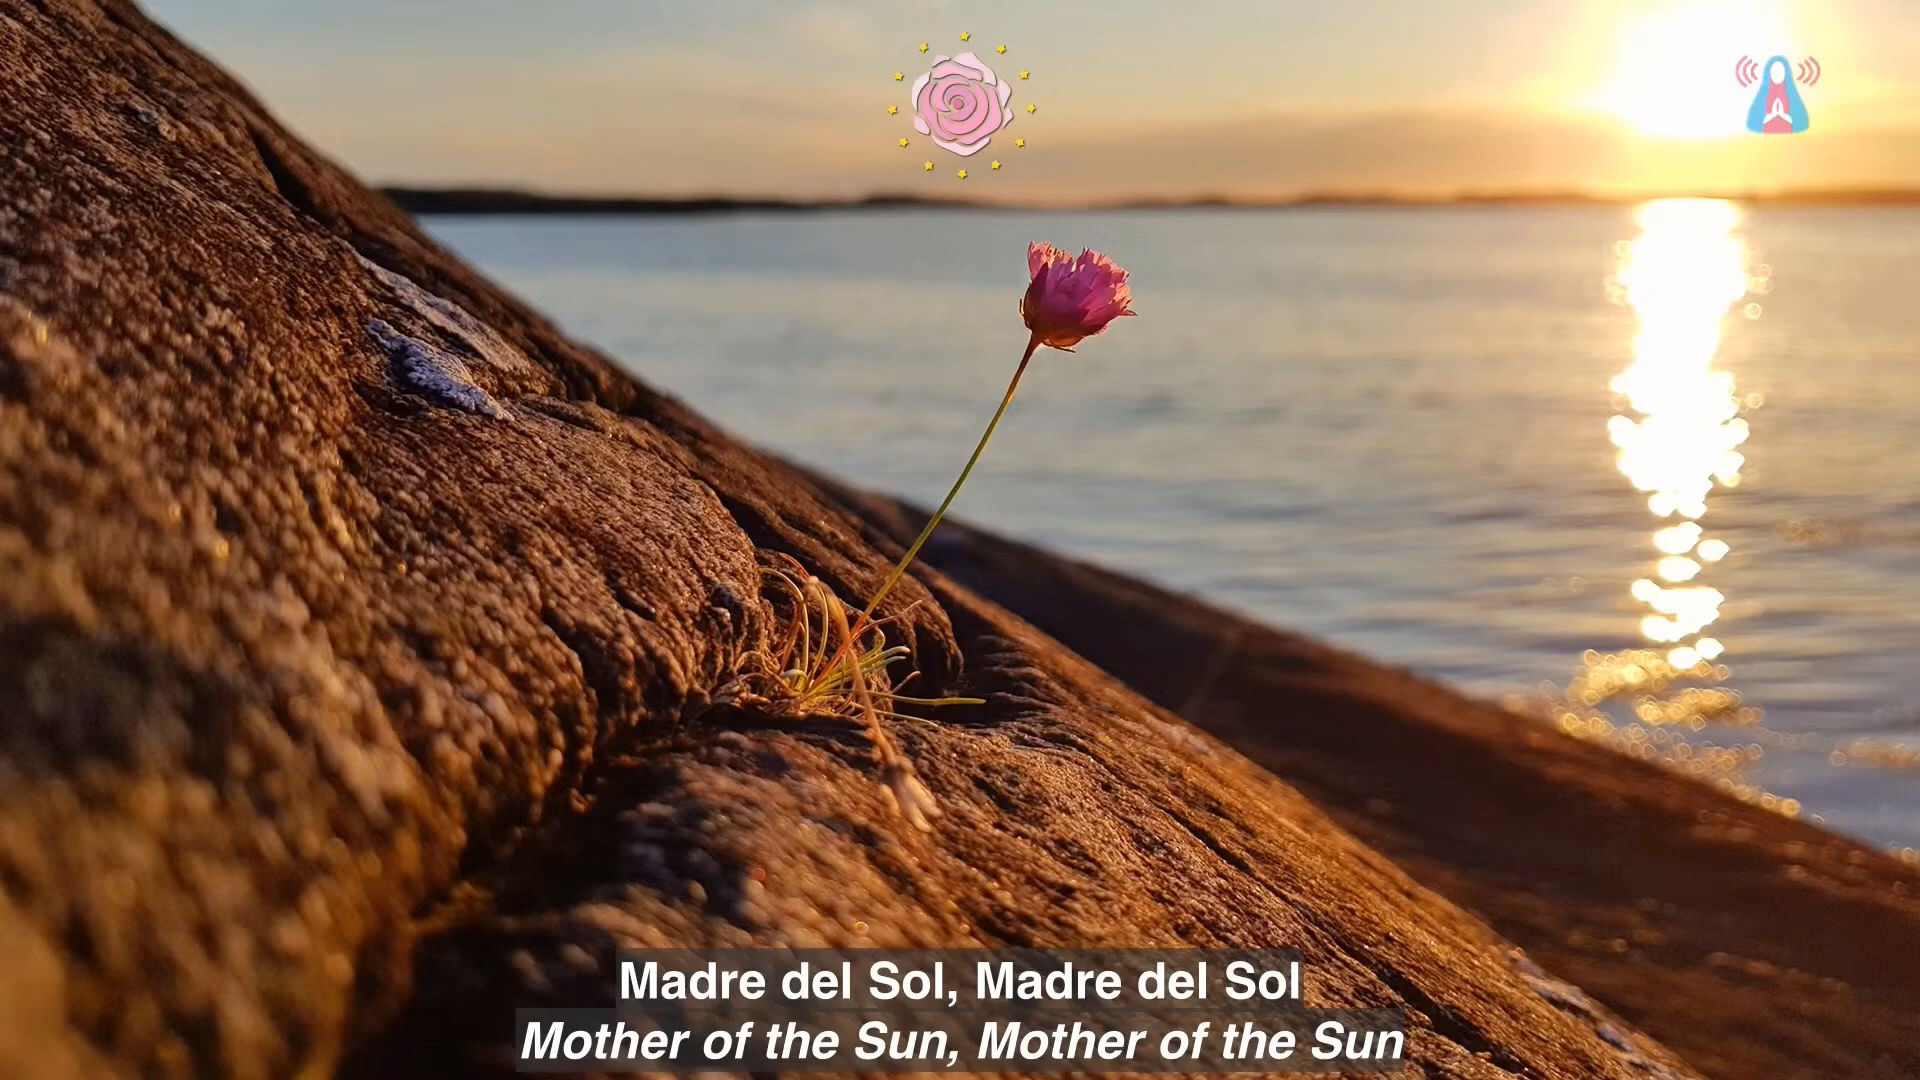 Madre del Sol, Madre del Sol
Mother of the Sun, Mother of the Sun